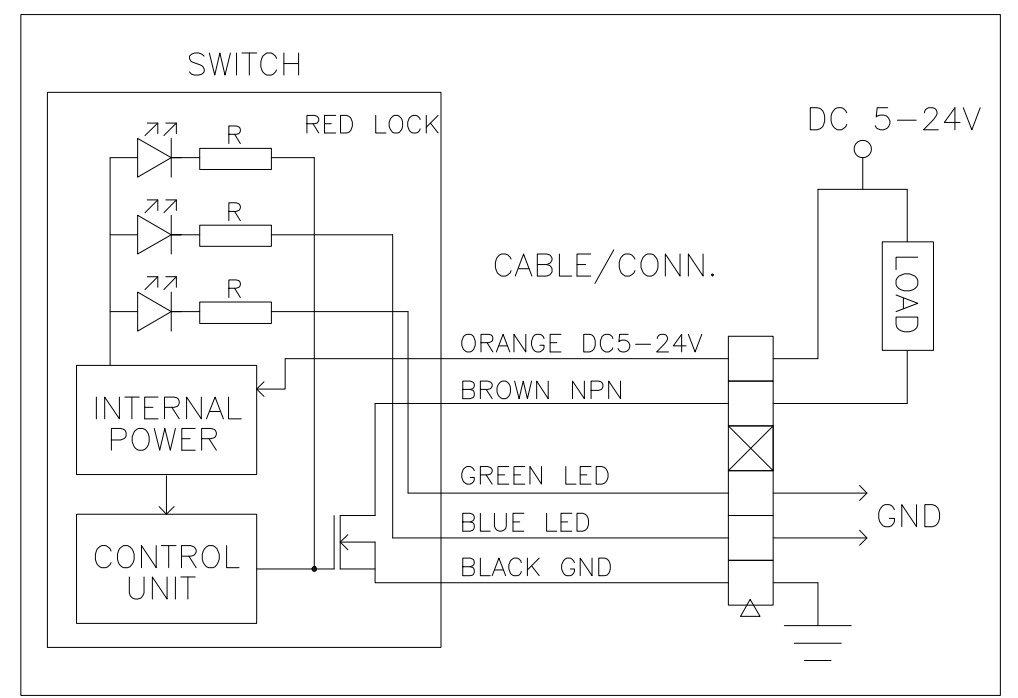 SWITCH
RED LOCK
R
R
R
INTERNAL
POWER
CONTROL
UNIT
CABLE/CONN.
ORANGE DC5-24V
BROWN NPN
GREEN LED
BLUE LED
BLACK GND
DC 5-24V
LOAD
GND